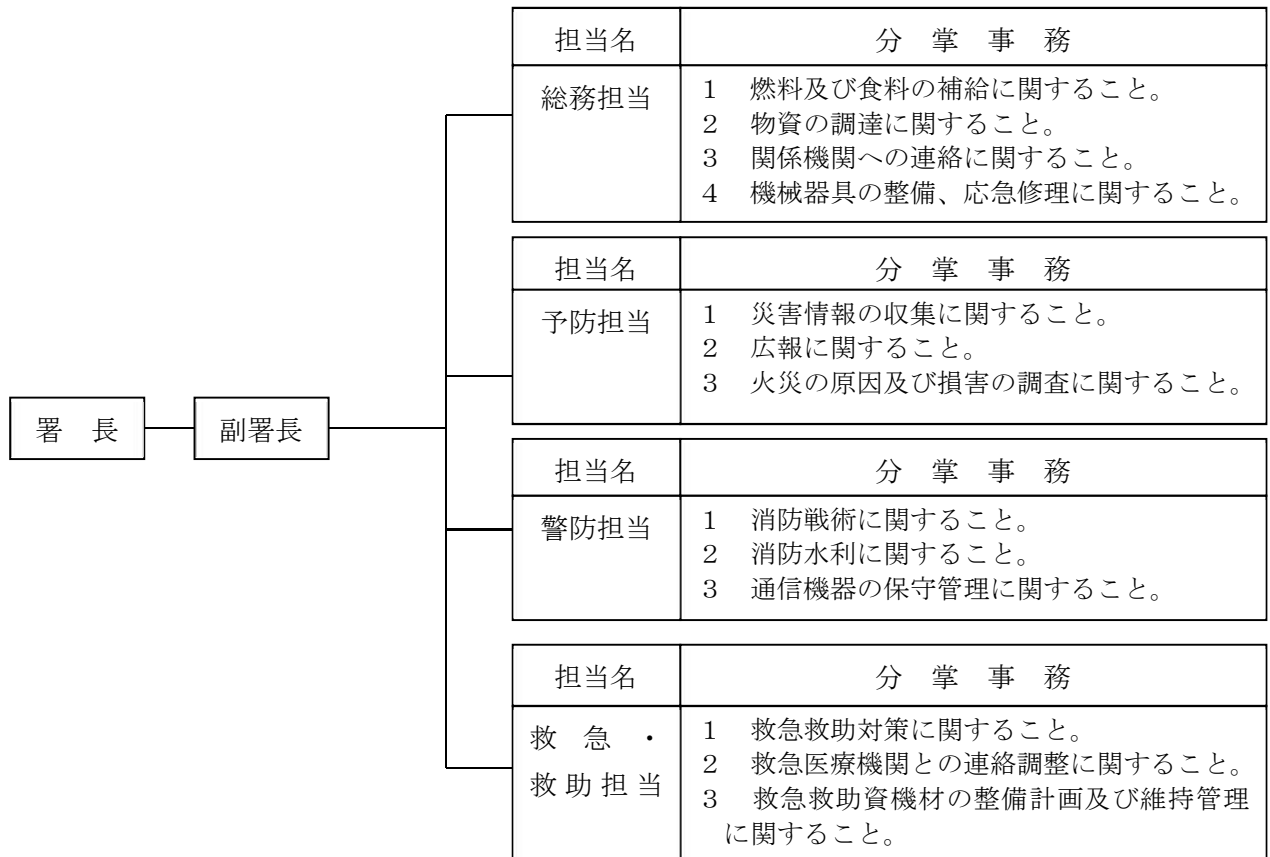 署　長
副署長
担当名　分　掌　事　務
総務担当
1　燃料及び食料の補給に関すること。
2　物資の調達に関すること。
3　関係機関への連絡に関すること。
4　機械器具の整備、応急修理に関すること。
担当名　分　掌　事　務
予防担当
1　災害情報の収集に関すること。
2　広報に関すること。
3　火災の原因及び損害の調査に関すること。
担当名　分　掌　事　務
警防担当
1　消防戦術に関すること。
2　消防水利に関すること。
3　通信機器の保守管理に関すること。
担当名　分　掌　事　務
救　急　・
救助担当
1　救急救助対策に関すること。
2　救急医療機関との連絡調整に関すること。
3　救急救助資機材の整備計画及び維持管理
に関すること。